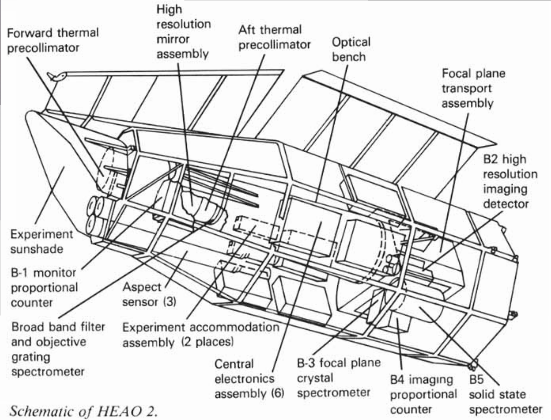 Forward thermal
precollimator
High
resolution
mirror
assembly
Aft thermal
precollimator
Optical
bench
Focal plane
transport
assembly
B2 high
resolution
imaging
detector
Experiment
sunshade
B-1 monitor
proportional
counter
Broad band filter
and objective
grating
spectrometer
Aspect
sensor (3)
Experiment accommodation
assembly (2 places)
Central
electronics
assembly (6)
B-3 focal plane
crystal
spectrometer
B4 imaging
proportional
counter
B5
solid state
spectrometer
Schematic of HEAO 2.